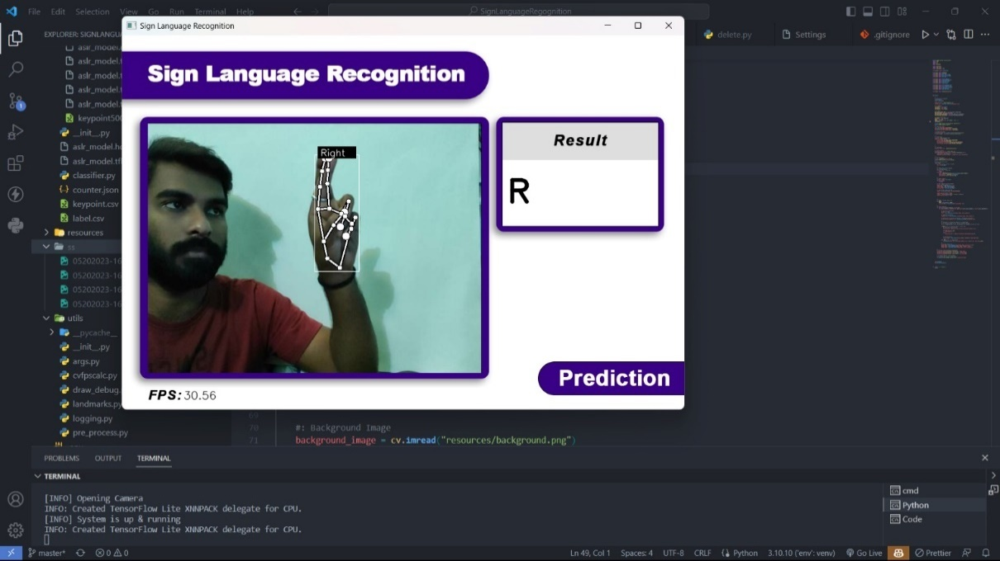 File Edit Selection View Go Run Terminal Help
SignLanguageRegognition
Sign Language Recognition
EXPLORER: SIGNLANGU
delete.py Settings .gitignore
aslr_model.
aslr_model.t
aslr_model.t
aslr_model.t
aslr_model.t
keypoint500
__init__.py
aslr_model.hd
aslr_model.tfl
classifier.py
counter.json
keypoint.csv
label.csv
resources
ss
05202023-16
05202023-16
05202023-16
05202023-16
utils
__pycache__
__init__.py
args.py
cvfpscalc.py
draw_debug.
landmarks.py
logging.py
pre_process.py
Sign Language Recognition
Right
Result
R
Prediction
FPS: 30.56
69
70 #: Background Image
71 background_image = cv.imread("resources/background.png")
PROBLEMS OUTPUT TERMINAL
TERMINAL
[INFO] Opening Camera
INFO: Created TensorFlow Lite XNNPACK delegate for CPU.
[INFO] System is up & running
INFO: Created TensorFlow Lite XNNPACK delegate for CPU.
cmd
Python
Code
master* 0 0 Ln 49, Col 1 Spaces: 4 UTF-8 CRLF Python 3.10.10 ('env': venv) Go Live Prettier